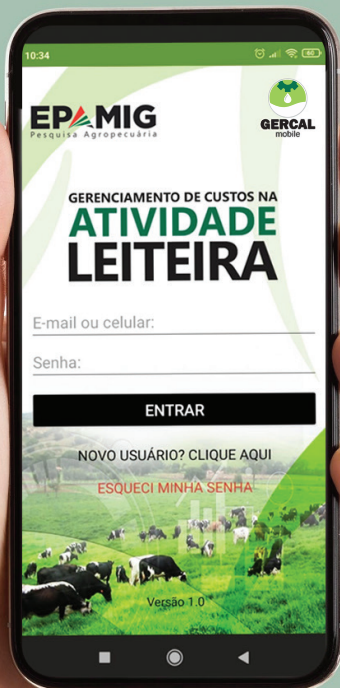 10:34
60
EPAMIG
Pesquisa Agropecuária
GERCAL
mobile
GERENCIAMENTO DE CUSTOS NA
ATIVIDADE
LEITEIRA
E-mail ou celular:
Senha:
ENTRAR
NOVO USUÁRIO? CLIQUE AQUI
ESQUECI MINHA SENHA
Versão 1.0